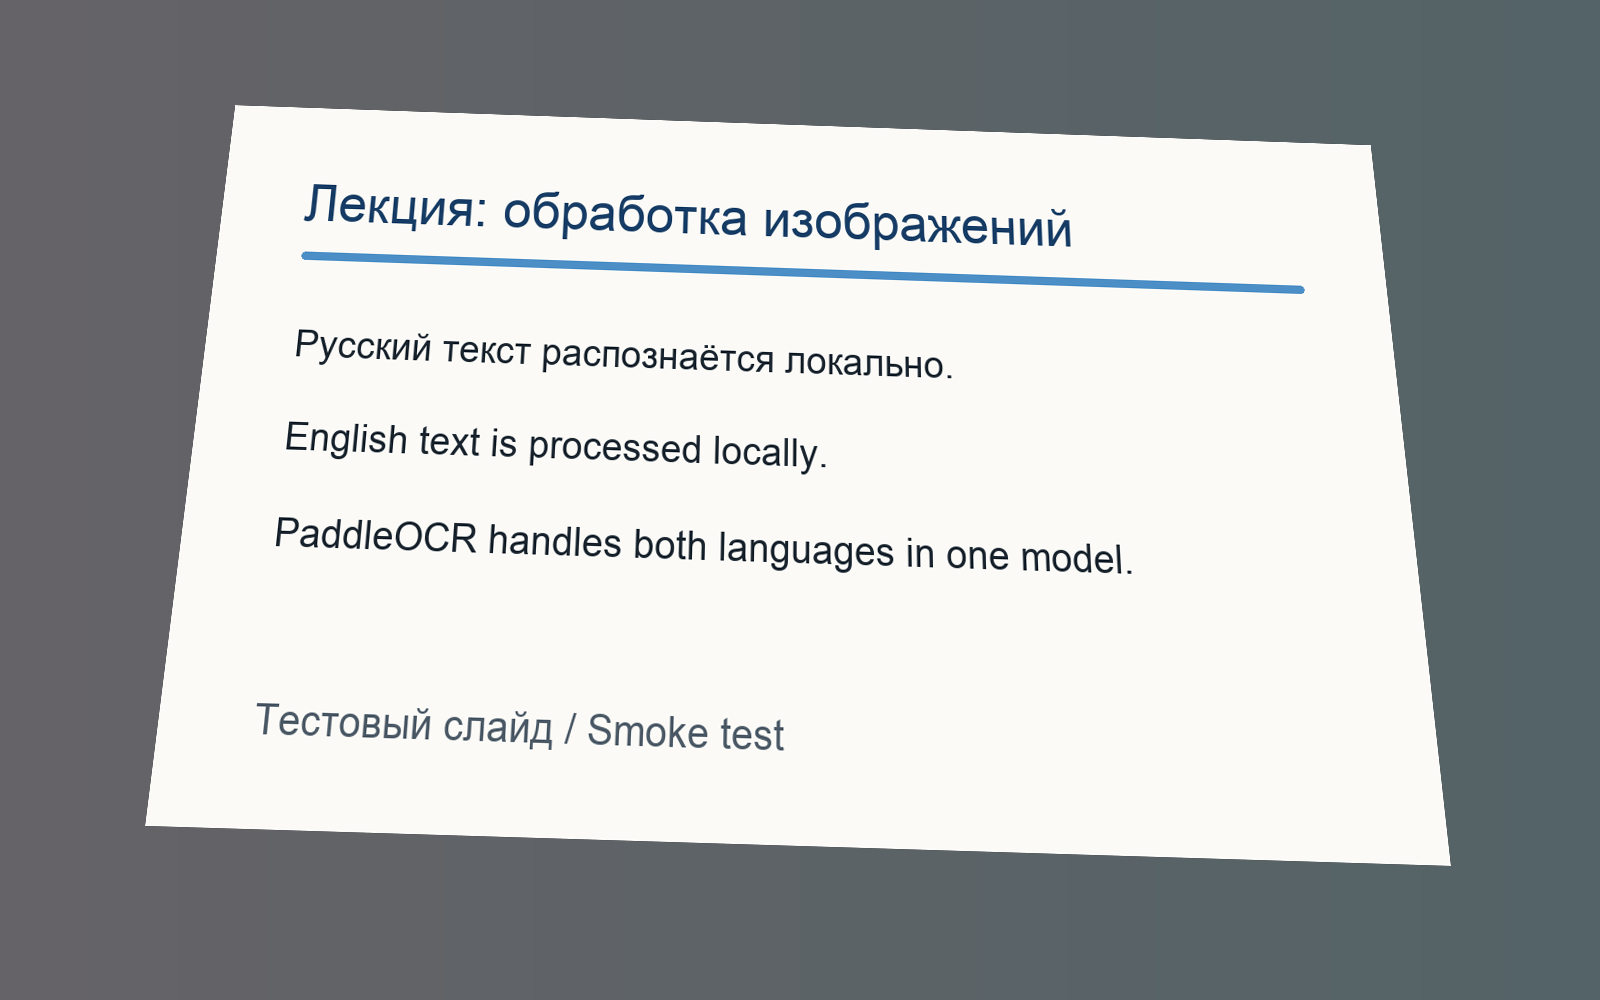 Лекция: обработка изображений
Русский текст распознаётся локально.
English text is processed locally.
PaddleOCR handles both languages in one model.
Тестовый слайд / Smoke test